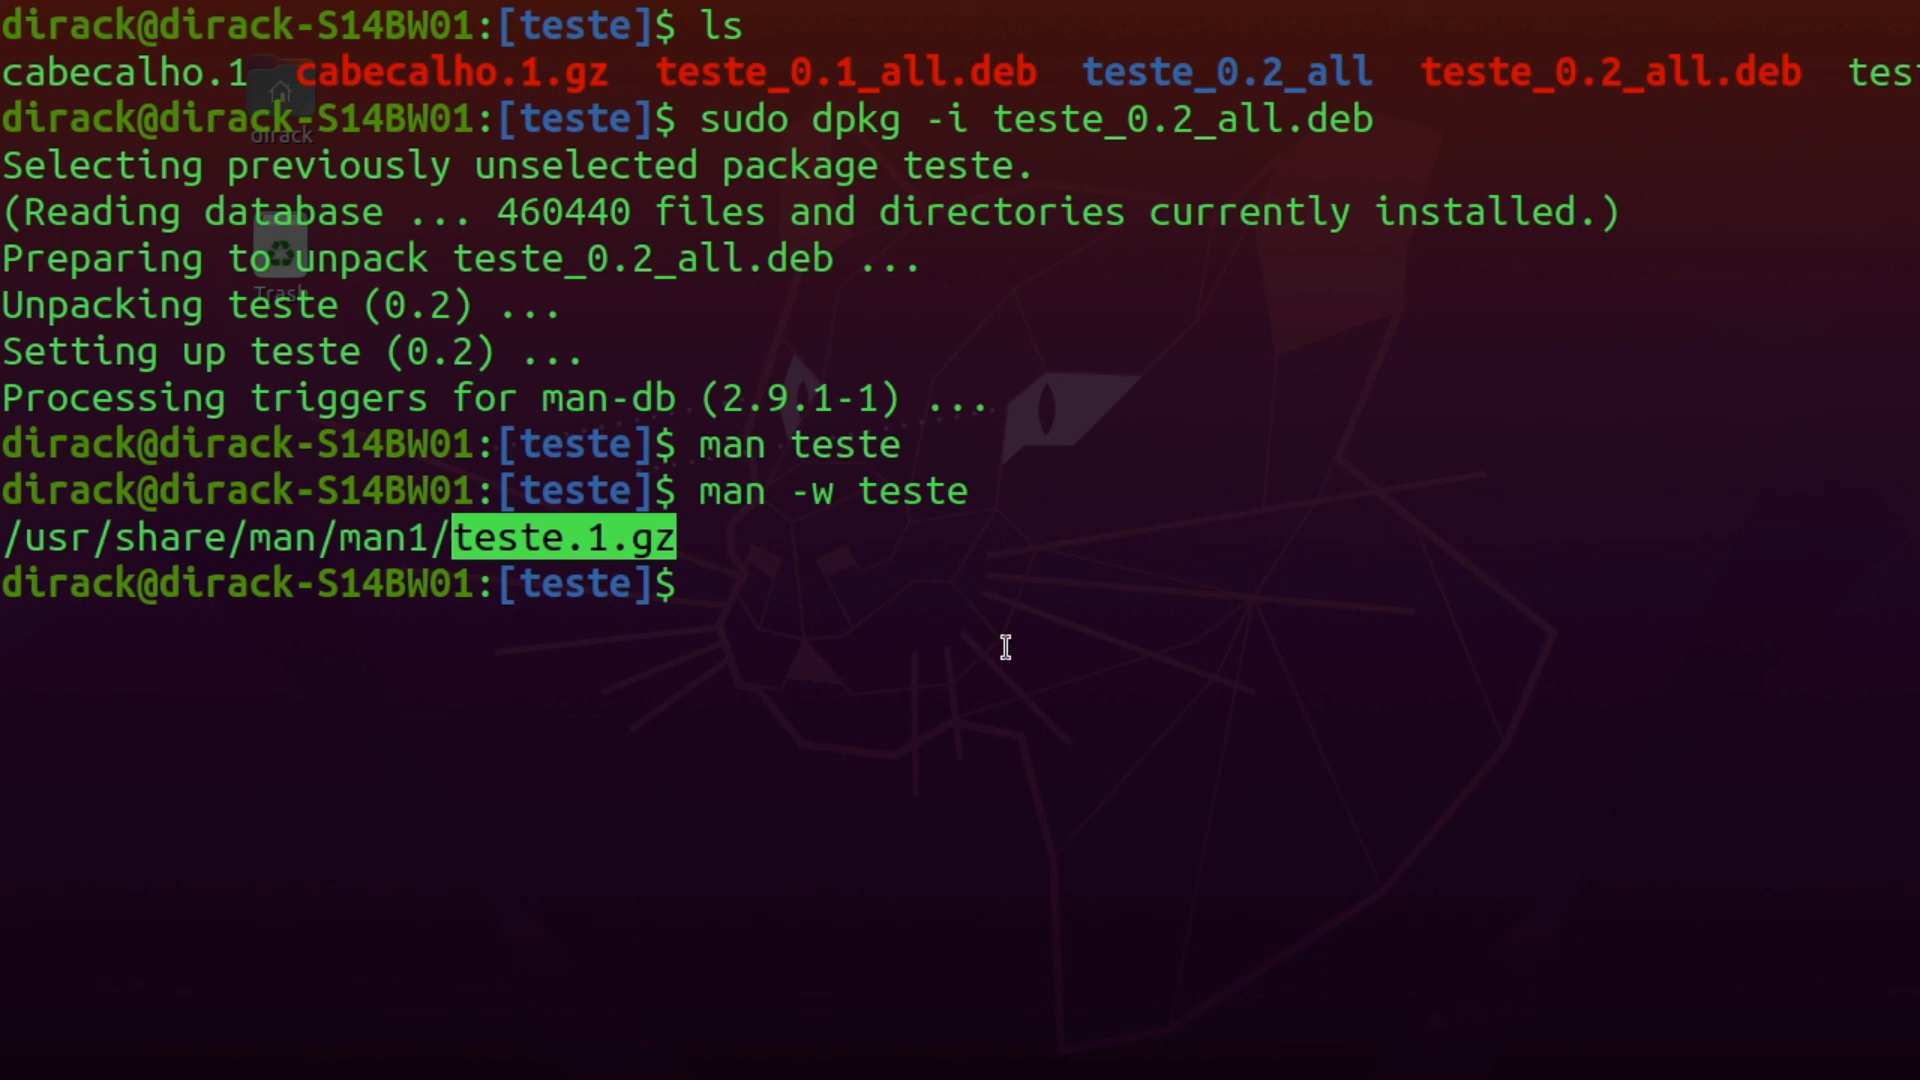 dirack@dirack-S14BW01:[teste]$ ls
cabecalho.1 cabecalho.1.gz teste_0.1_all.deb teste_0.2_all teste_0.2_all.deb
dirack@dirack-S14BW01:[teste]$ sudo dpkg -i teste_0.2_all.deb
dirack
Selecting previously unselected package teste.
(Reading database ... 460440 files and directories currently installed.)
Preparing to unpack teste_0.2_all.deb ...
Trash
Unpacking teste (0.2) ...
Setting up teste (0.2) ...
Processing triggers for man-db (2.9.1-1) ...
dirack@dirack-S14BW01:[teste]$ man teste
dirack@dirack-S14BW01:[teste]$ man -w teste
/usr/share/man/man1/teste.1.gz
dirack@dirack-S14BW01:[teste]$